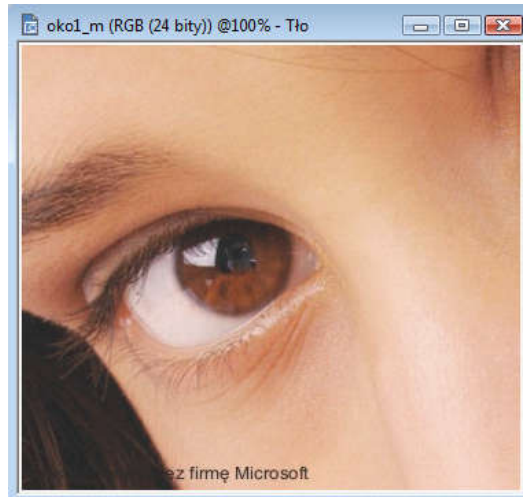 oko1_m (RGB (24 bity)) @100% - Tło
ez firmę Microsoft